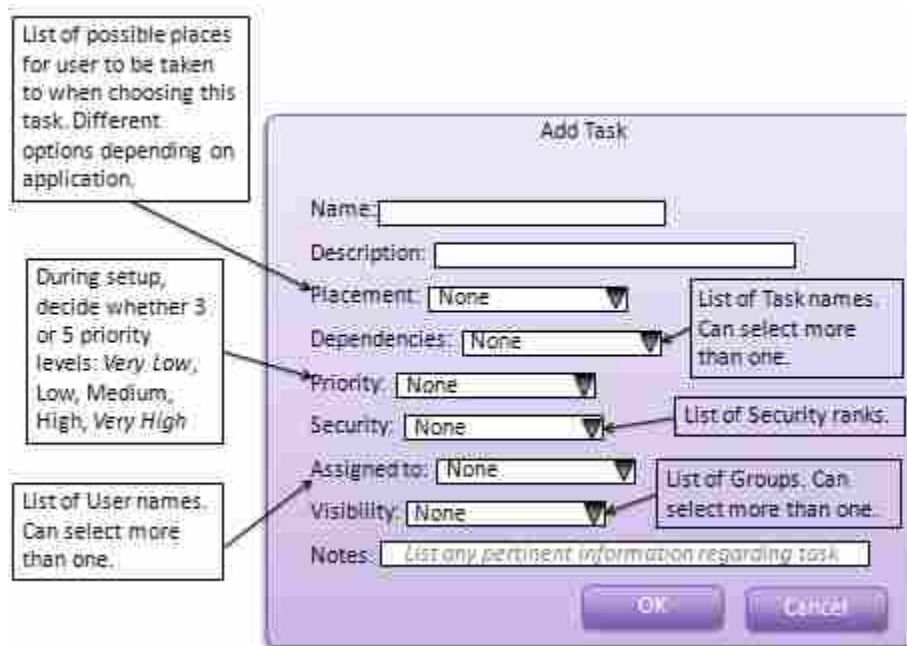 List of possible places
for user to be taken
to when choosing this
task. Different
options depending on
application.
Add Task
Name:
Description:
During setup,
decide whether 3
or 5 priority
levels: Very Low,
Low, Medium,
High, Very High
Placement: None
List of Task names.
Can select more
than one.
Dependencies: None
Priority: None
Security: None
List of Security ranks.
Assigned to: None
List of Groups. Can
select more than one.
List of User names.
Can select more
than one.
Visibility: None
Notes: List any pertinent information regarding task
OK Cancel